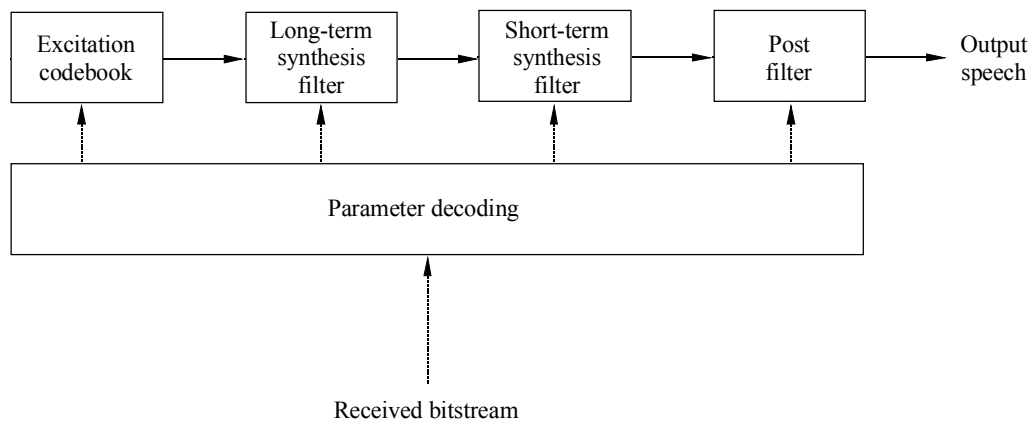 Excitation
codebook
Long-term
synthesis
filter
Short-term
synthesis
filter
Post
filter
Output
speech
Parameter decoding
Received bitstream